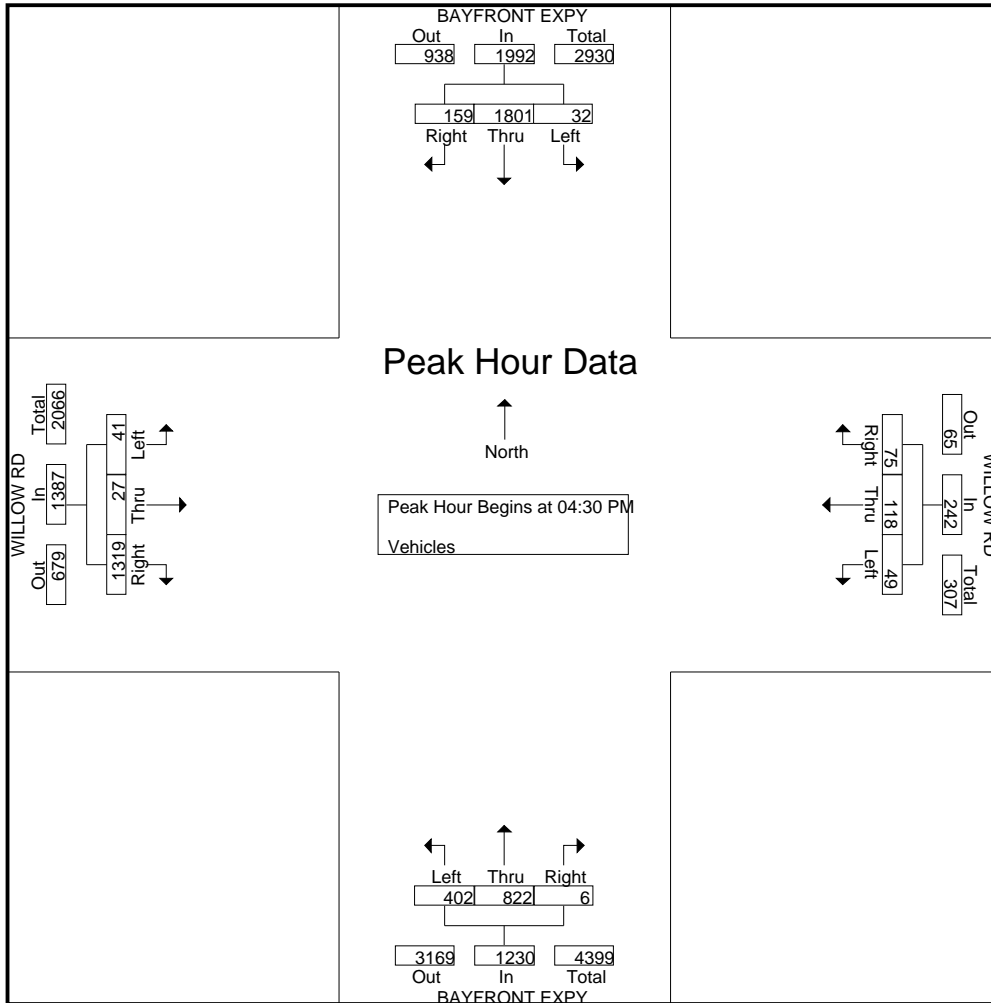 BAYFRONT EXPY
Out In Total
938 1992 2930
159 1801 32
Right Thru Left
Peak Hour Data
North
Peak Hour Begins at 04:30 PM
Vehicles
WILLOW RD
Total In Out
2066 1387 679
41 27 1319
Left Thru Right
WILLOW RD
Out In Total
65 242 307
75 118 49
Right Thru Left
Left Thru Right
402 822 6
3169 1230 4399
Out In Total
BAYFRONT EXPY